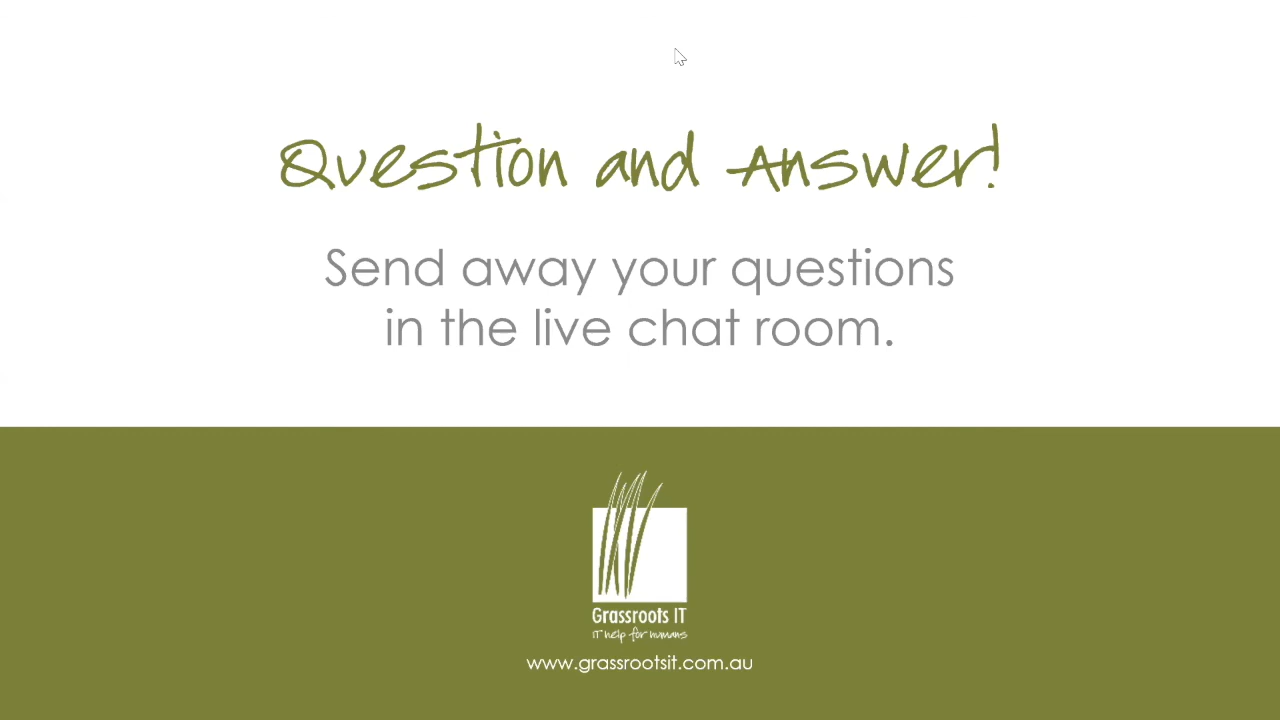 Question and Answer!
Send away your questions
in the live chat room.
Grassroots IT
IT help for humans
www.grassrootsit.com.au